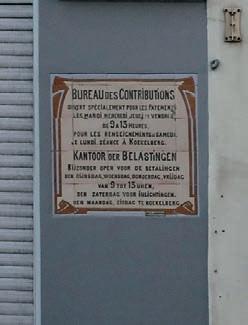 BUREAU DES CONTRIBUTIONS
OUVERT SPÉCIALEMENT POUR LES PAYEMENTS
LES MARDI MERCREDI JEUDI ET VENDREDI
DE 9 À 13 HEURES,
POUR LES RENSEIGNEMENTS LE SAMEDI,
LE LUNDI, SÉANCE À KOEKELBERG.
KANTOOR DER BELASTINGEN
BIJZONDER OPEN VOOR DE BETALINGEN
DEN DIJNSDAG, WOENSDAG, DONDERDAG, VRIJDAG
VAN 9 TOT 13 UREN,
DEN ZATERDAG VOOR INLICHTINGEN.
DEN MAANDAG, ZITDAG TE KOEKELBERG